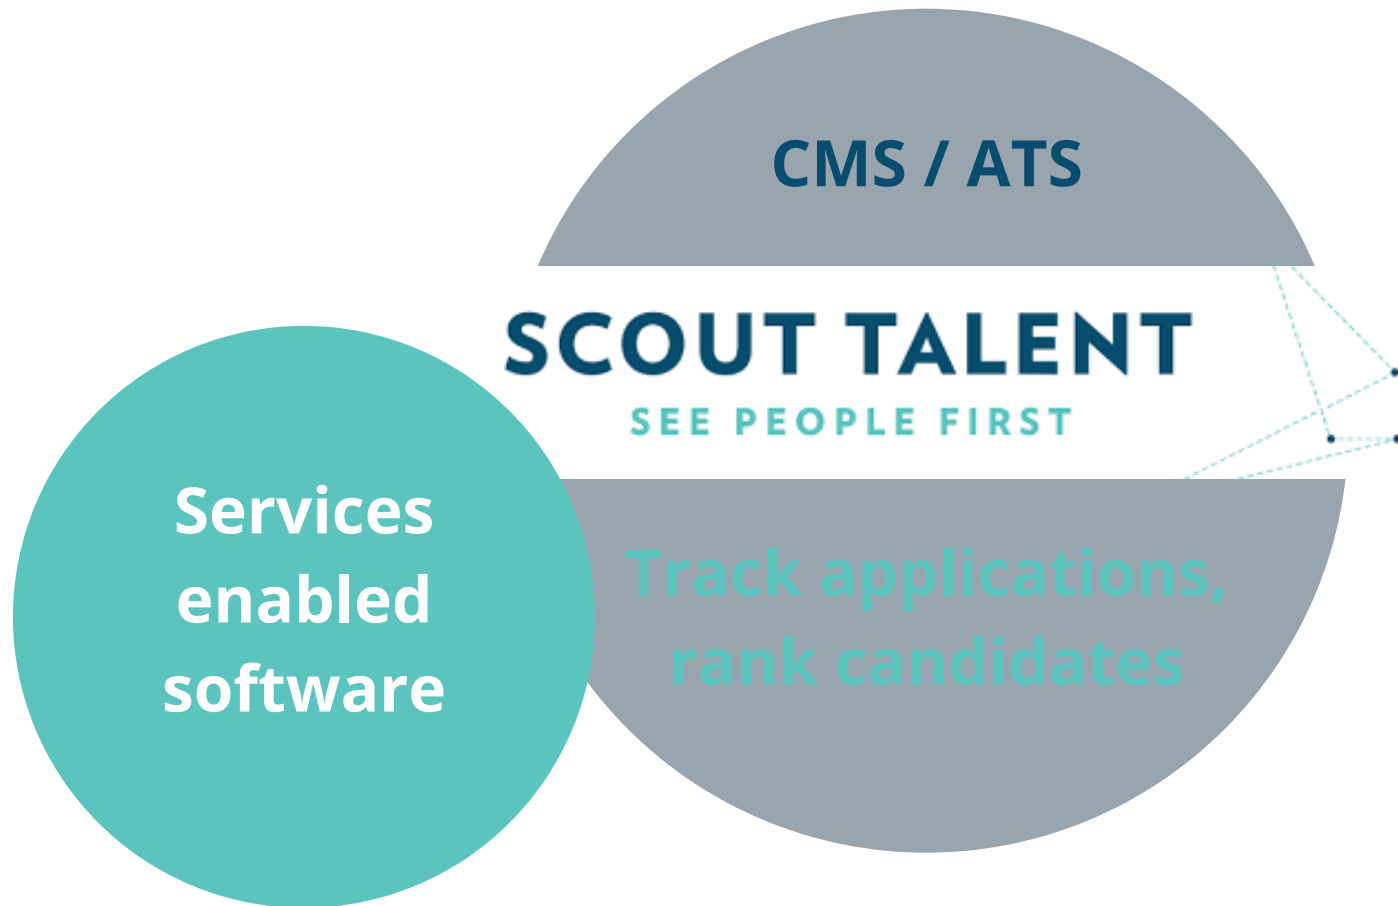 CMS / ATS
SCOUT TALENT
SEE PEOPLE FIRST
Services
enabled
software
Track applications,
rank candidates